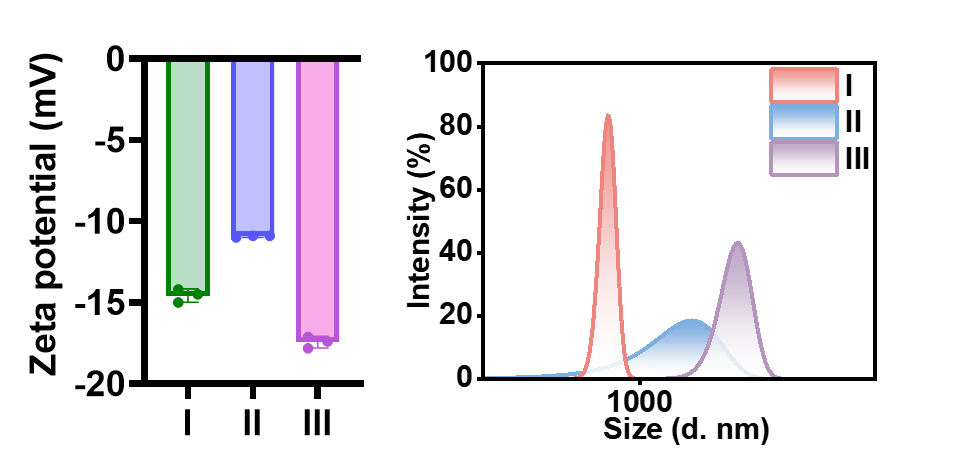 Zeta potential (mV)
0
-5
-10
-15
-20
I II III
Intensity (%)
100
80
60
40
20
0
I
II
III
1000
Size (d. nm)